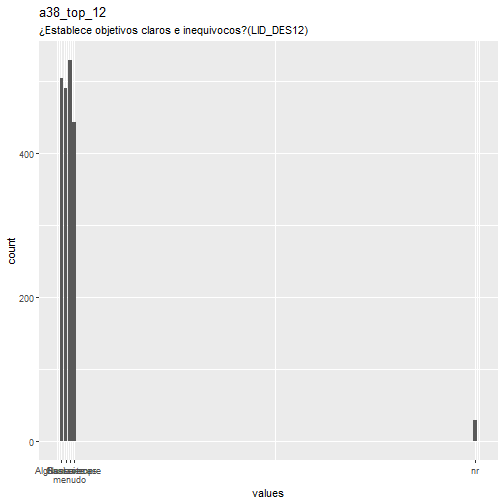 a38_top_12
¿Establece objetivos claros e inequivocos?(LID_DES12)
count
400
200
0
nr
menudo
values